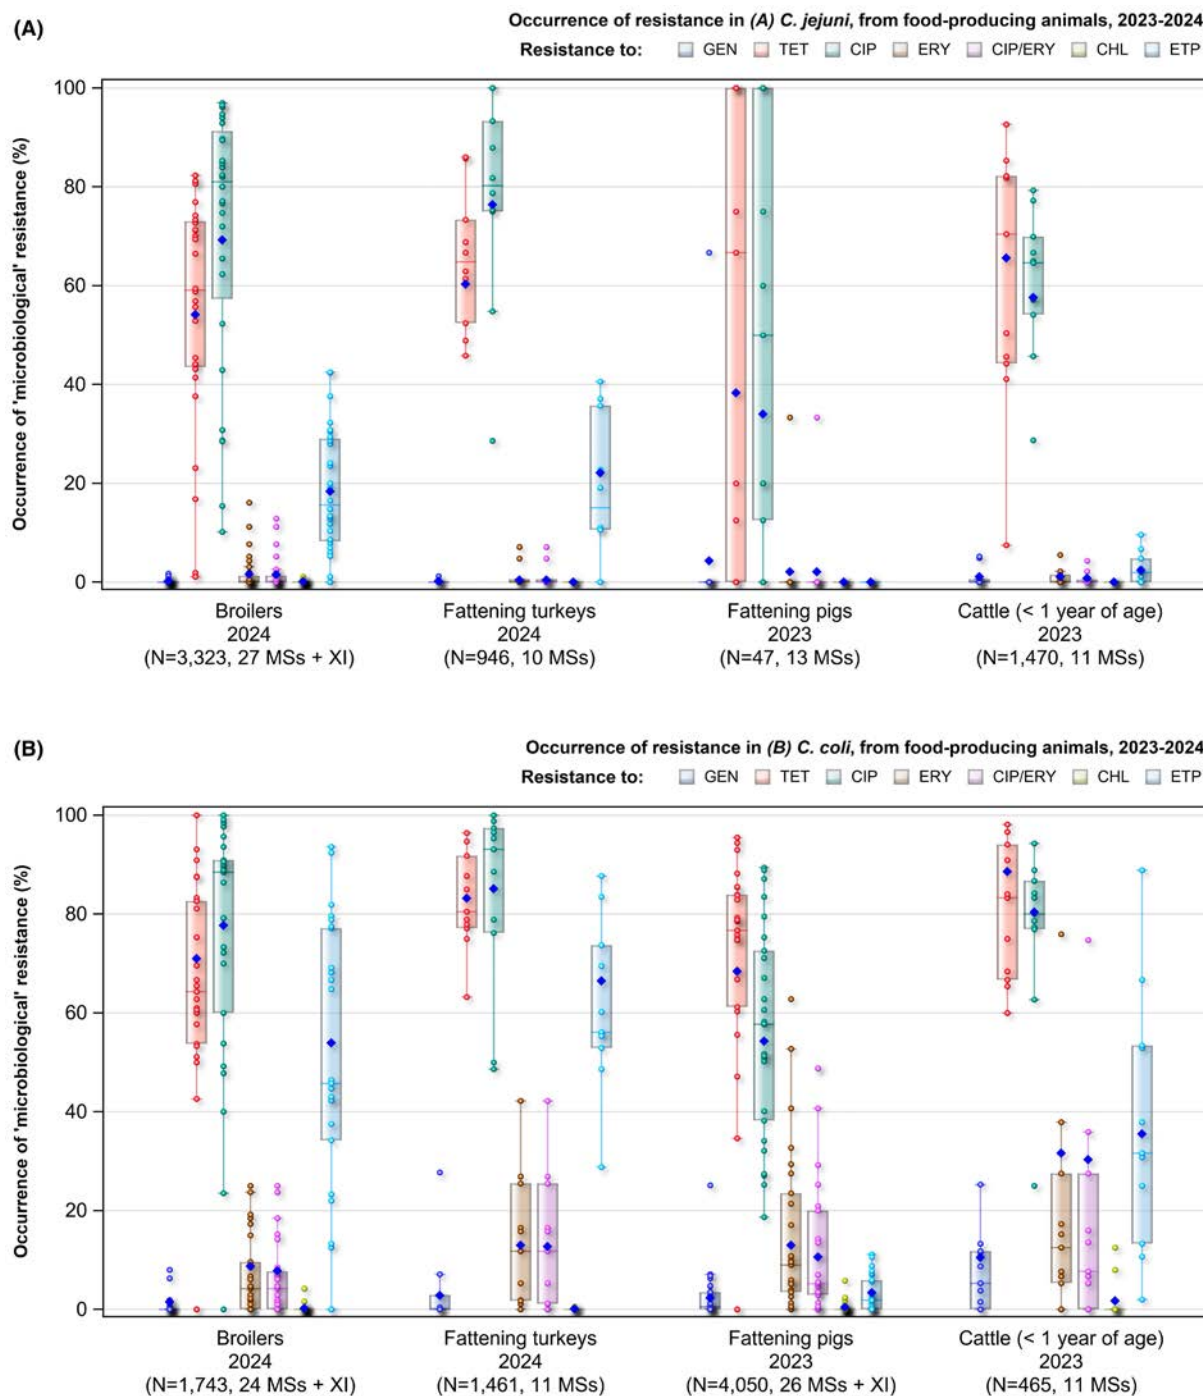 (A)
Occurrence of resistance in (A) C. jejuni, from food-producing animals, 2023-2024
Resistance to: GEN TET CIP ERY CIP/ERY CHL ETP
Occurrence of 'microbiological' resistance (%)
100
80
60
40
20
0
Broilers Fattening turkeys Fattening pigs Cattle (< 1 year of age)
2024 2024 2023 2023
(N=3,323, 27 MSs + XI) (N=946, 10 MSs) (N=47, 13 MSs) (N=1,470, 11 MSs)
(B)
Occurrence of resistance in (B) C. coli, from food-producing animals, 2023-2024
Resistance to: GEN TET CIP ERY CIP/ERY CHL ETP
Occurrence of 'microbiological' resistance (%)
100
80
60
40
20
0
Broilers Fattening turkeys Fattening pigs Cattle (< 1 year of age)
2024 2024 2023 2023
(N=1,743, 24 MSs + XI) (N=1,461, 11 MSs) (N=4,050, 26 MSs + XI) (N=465, 11 MSs)